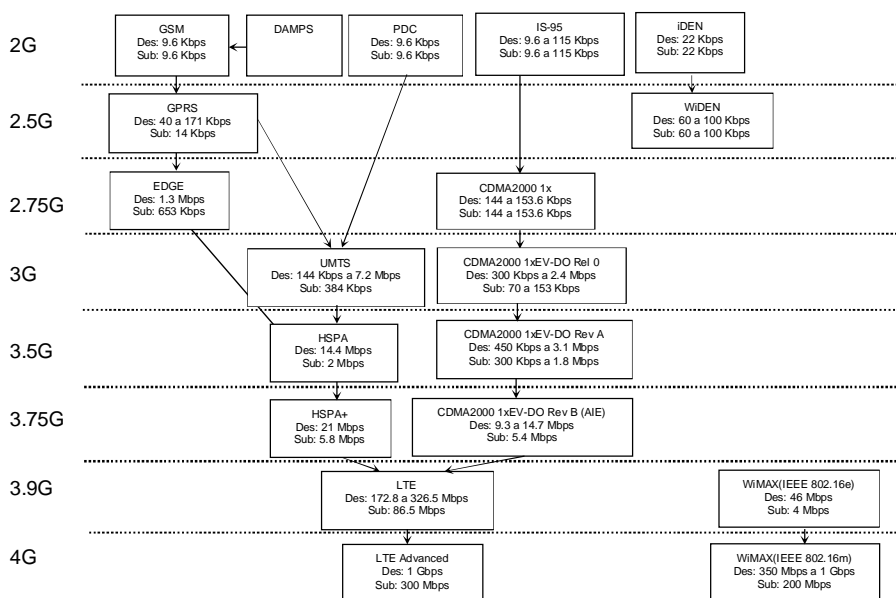 2G
GSM
Des: 9.6 Kbps
Sub: 9.6 Kbps
DAMPS
PDC
Des: 9.6 Kbps
Sub: 9.6 Kbps
IS-95
Des: 9.6 a 115 Kbps
Sub: 9.6 a 115 Kbps
iDEN
Des: 22 Kbps
Sub: 22 Kbps
2.5G
GPRS
Des: 40 a 171 Kbps
Sub: 14 Kbps
WiDEN
Des: 60 a 100 Kbps
Sub: 60 a 100 Kbps
2.75G
EDGE
Des: 1.3 Mbps
Sub: 653 Kbps
CDMA2000 1x
Des: 144 a 153.6 Kbps
Sub: 144 a 153.6 Kbps
3G
UMTS
Des: 144 Kbps a 7.2 Mbps
Sub: 384 Kbps
CDMA2000 1xEV-DO Rel 0
Des: 300 Kbps a 2.4 Mbps
Sub: 70 a 153 Kbps
3.5G
HSPA
Des: 14.4 Mbps
Sub: 2 Mbps
CDMA2000 1xEV-DO Rev A
Des: 450 Kbps a 3.1 Mbps
Sub: 300 Kbps a 1.8 Mbps
3.75G
HSPA+
Des: 21 Mbps
Sub: 5.8 Mbps
CDMA2000 1xEV-DO Rev B (AIE)
Des: 9.3 a 14.7 Mbps
Sub: 5.4 Mbps
3.9G
LTE
Des: 172.8 a 326.5 Mbps
Sub: 86.5 Mbps
WiMAX(IEEE 802.16e)
Des: 46 Mbps
Sub: 4 Mbps
4G
LTE Advanced
Des: 1 Gbps
Sub: 300 Mbps
WiMAX(IEEE 802.16m)
Des: 350 Mbps a 1 Gbps
Sub: 200 Mbps